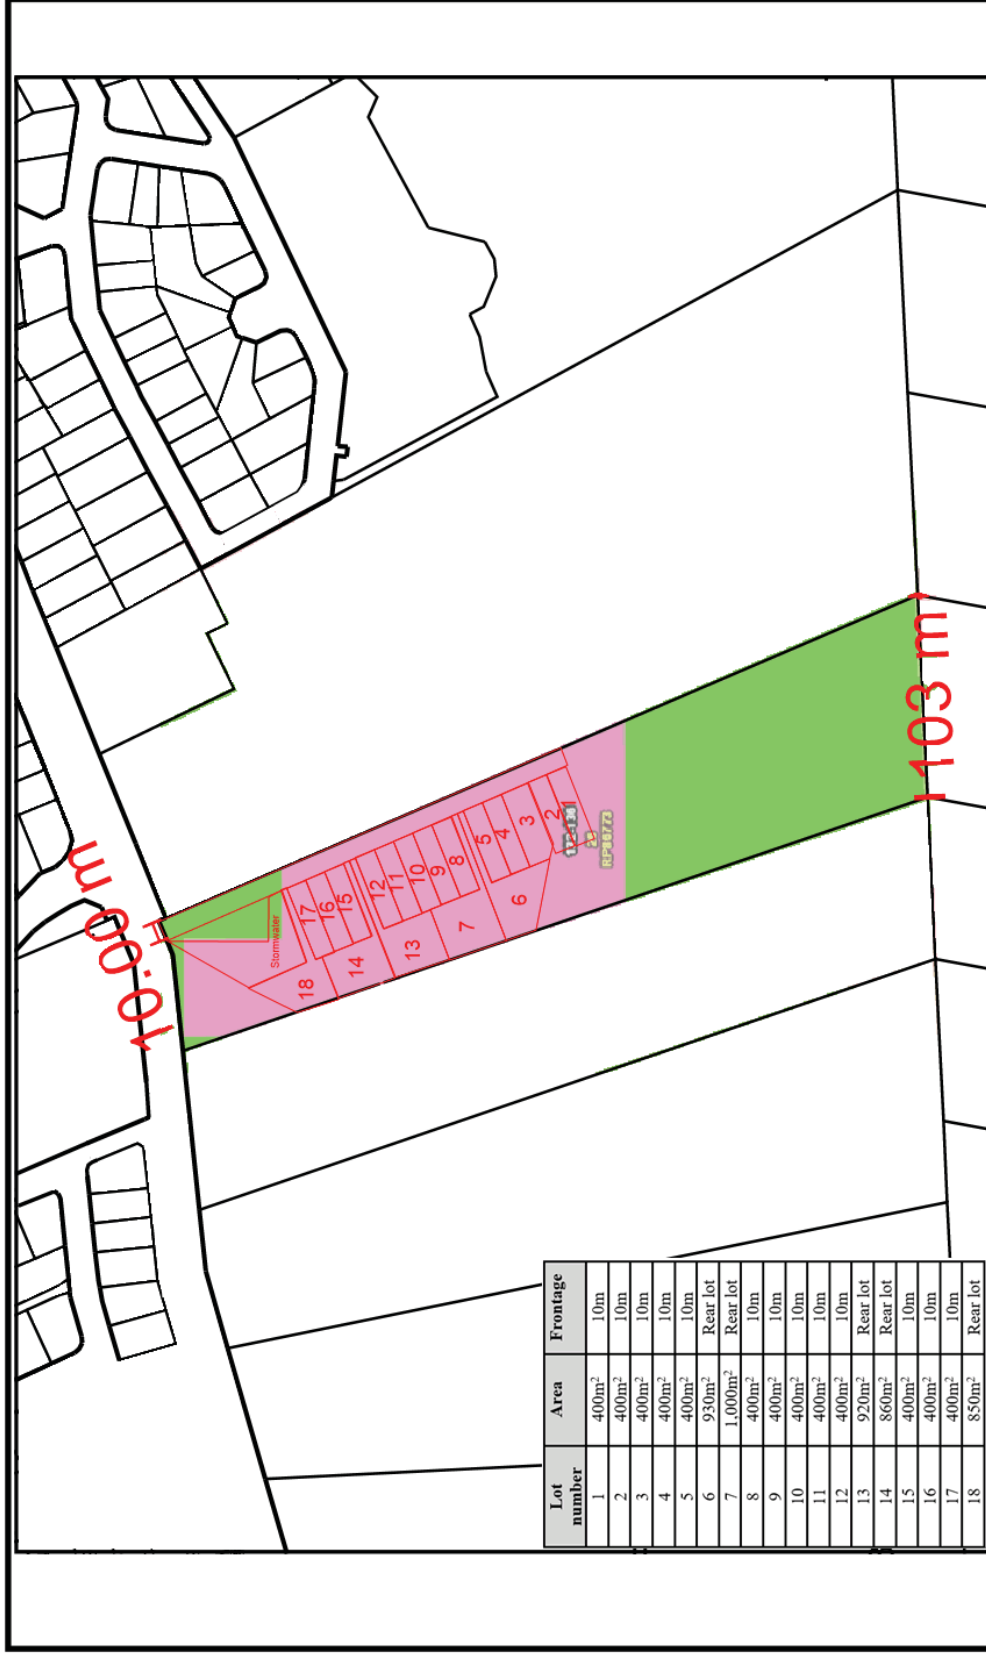 10.00 m
Stormwater
17
16
15
18
14
12
11
10
9
8
13
7
5
4
3
2
1
6
RP86773
103 m
Lot number Area Frontage
1 400m² 10m
2 400m² 10m
3 400m² 10m
4 400m² 10m
5 400m² 10m
6 930m² Rear lot
7 1,000m² Rear lot
8 400m² 10m
9 400m² 10m
10 400m² 10m
11 400m² 10m
12 400m² 10m
13 920m² Rear lot
14 860m² Rear lot
15 400m² 10m
16 400m² 10m
17 400m² 10m
18 850m² Rear lot